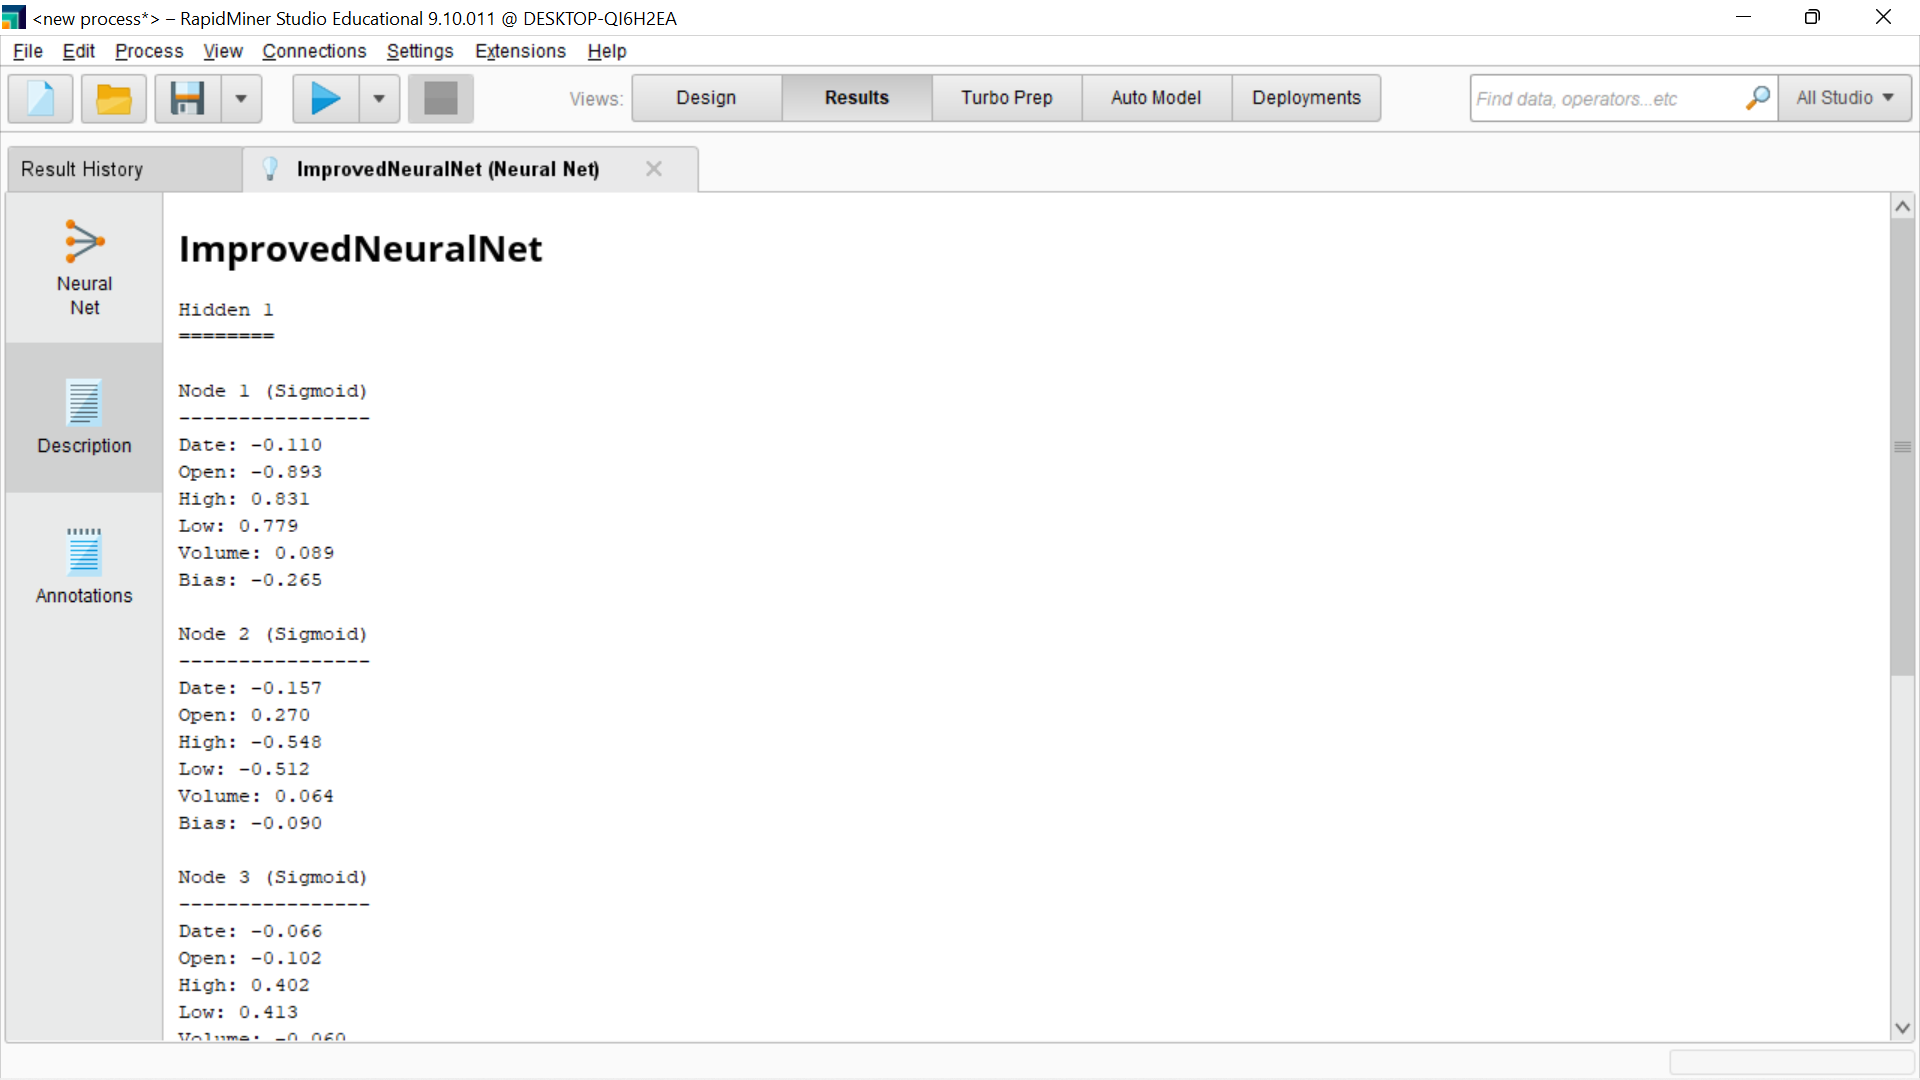 <new process*> – RapidMiner Studio Educational 9.10.011 @ DESKTOP-QI6H2EA
File Edit Process View Connections Settings Extensions Help
Views: Design Results Turbo Prep Auto Model Deployments Find data, operators...etc All Studio
Result History ImprovedNeuralNet (Neural Net)
Neural
Net
Description
Annotations
ImprovedNeuralNet
Hidden 1
========
Node 1 (Sigmoid)
----------------
Date: -0.110
Open: -0.893
High: 0.831
Low: 0.779
Volume: 0.089
Bias: -0.265
Node 2 (Sigmoid)
----------------
Date: -0.157
Open: 0.270
High: -0.548
Low: -0.512
Volume: 0.064
Bias: -0.090
Node 3 (Sigmoid)
----------------
Date: -0.066
Open: -0.102
High: 0.402
Low: 0.413
Volume: -0.060